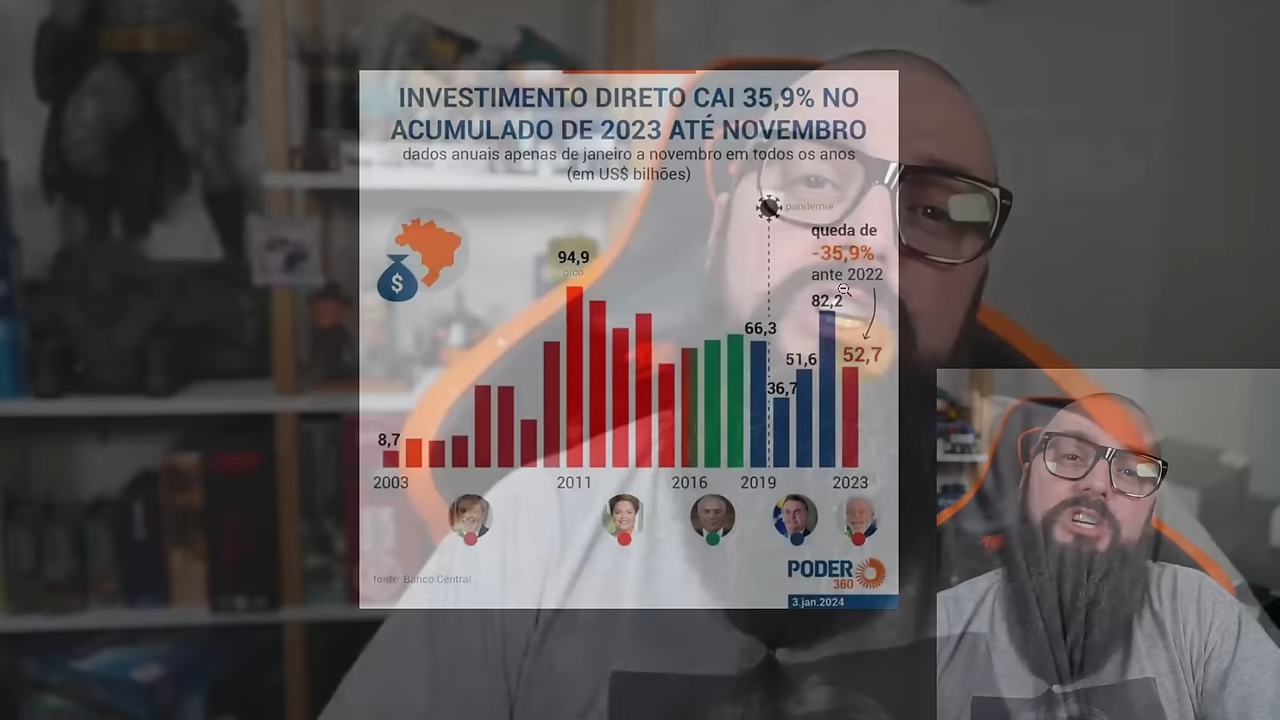 INVESTIMENTO DIRETO CAI 35,9% NO
ACUMULADO DE 2023 ATÉ NOVEMBRO
dados anuais apenas de janeiro a novembro em todos os anos
(em US$ bilhões)
pandemia
queda de
-35,9%
ante 2022
$
94,9
pico
82,2
66,3
52,7
51,6
36,7
8,7
2003 2011 2016 2019 2023
fonte: Banco Central
PODER
360
3.jan.2024